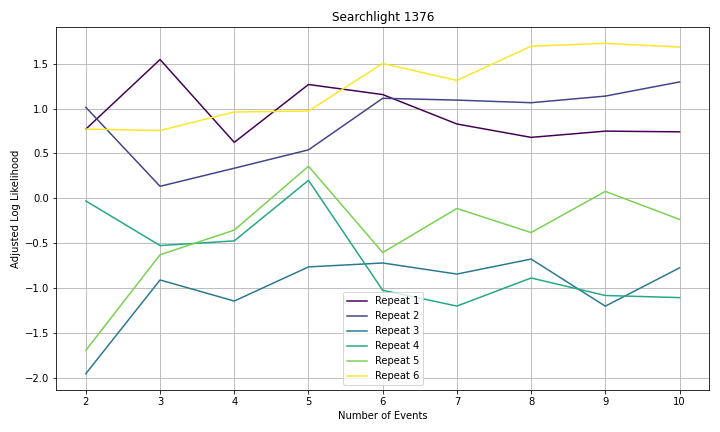 Searchlight 1376
Adjusted Log Likelihood
1.5
1.0
0.5
0.0
−0.5
−1.0
−1.5
−2.0
Repeat 1
Repeat 2
Repeat 3
Repeat 4
Repeat 5
Repeat 6
2 3 4 5 6 7 8 9 10
Number of Events